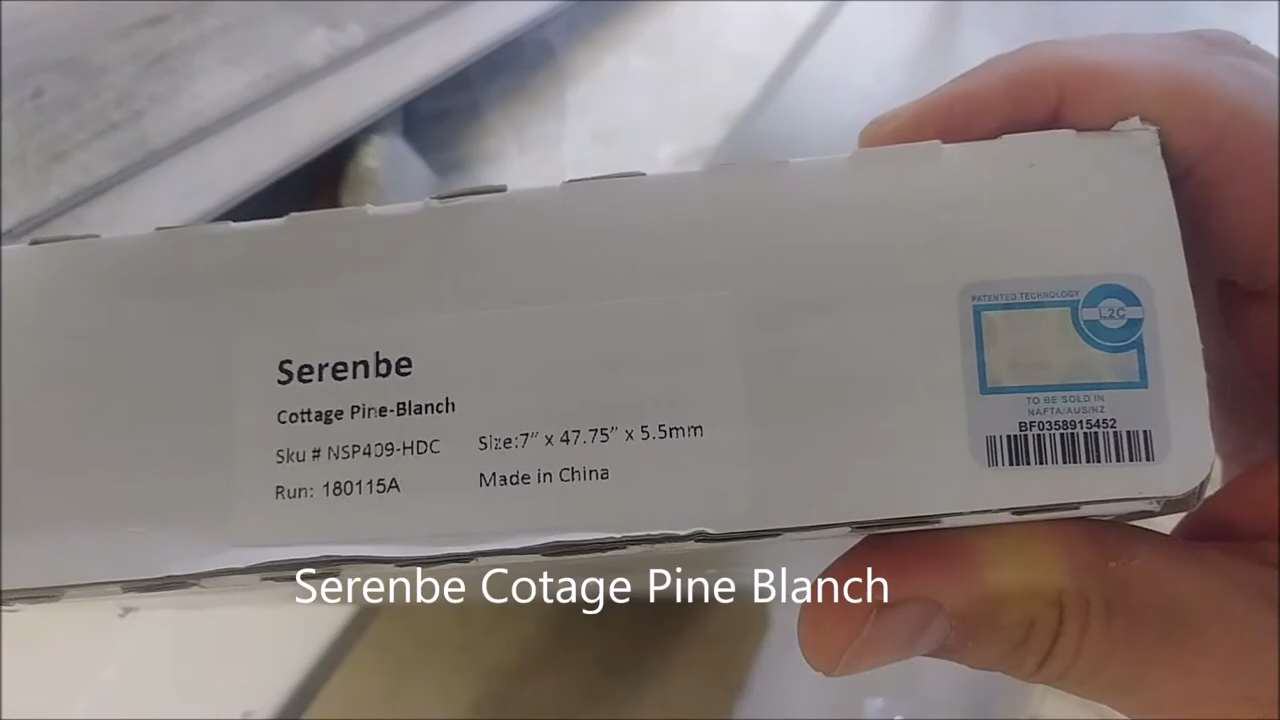 Serenbe
Cottage Pine-Blanch
Sku # NSP409-HDC
Size:7" x 47.75" x 5.5mm
Run: 180115A
Made in China
PATENTED TECHNOLOGY
L2C
TO BE SOLD IN
NAFTA/AUS/NZ
BF0358915452
Serenbe Cotage Pine Blanch